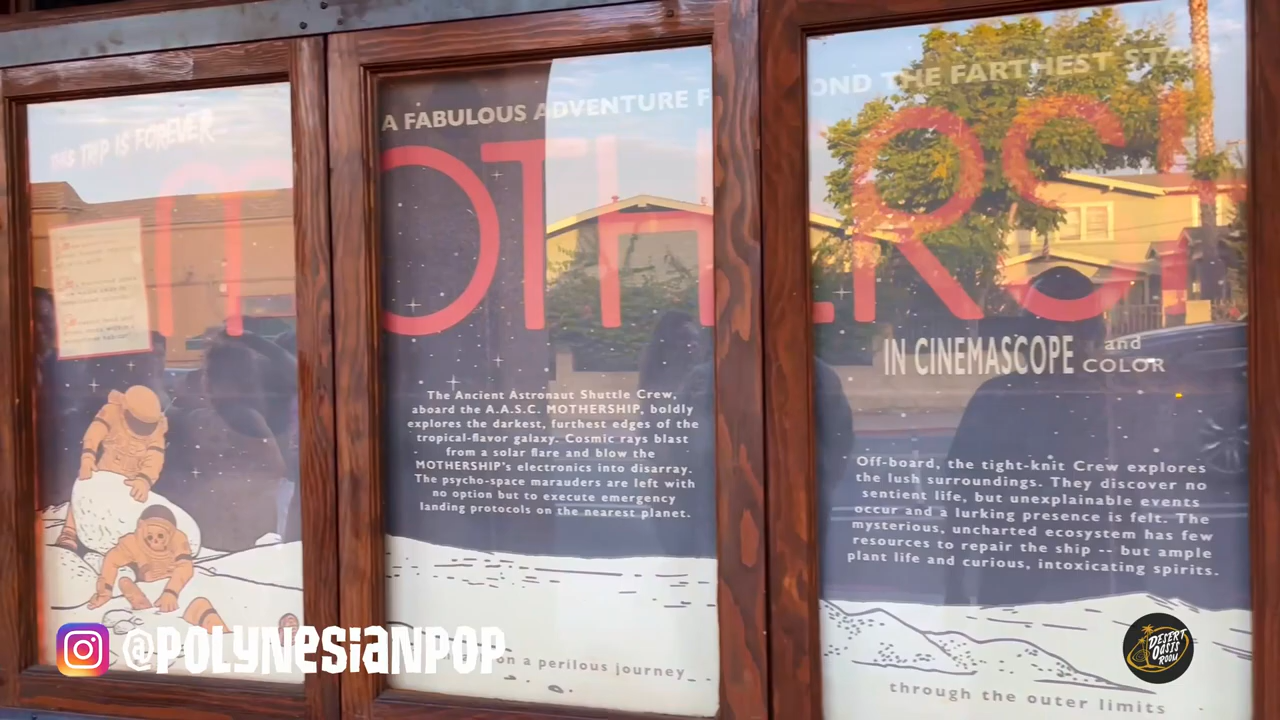 THIS TRIP IS FOREVER...
M
A FABULOUS ADVENTURE F
OTH
The Ancient Astronaut Shuttle Crew,
aboard the A.A.S.C. MOTHERSHIP, boldly
explores the darkest, furthest edges of the
tropical-flavor galaxy. Cosmic rays blast
from a solar flare and blow the
MOTHERSHIP's electronics into disarray.
The psycho-space marauders are left with
no option but to execute emergency
landing protocols on the nearest planet.
on a perilous journey
OND THE FARTHEST STA
ERSH
IN CINEMASCOPE and COLOR
Off-board, the tight-knit Crew explores
the lush surroundings. They discover no
sentient life, but unexplainable events
occur and a lurking presence is felt. The
mysterious, uncharted ecosystem has few
resources to repair the ship -- but ample
plant life and curious, intoxicating spirits.
through the outer limits
@POLYNESIANPOP
DESERT
OASIS
ROOM